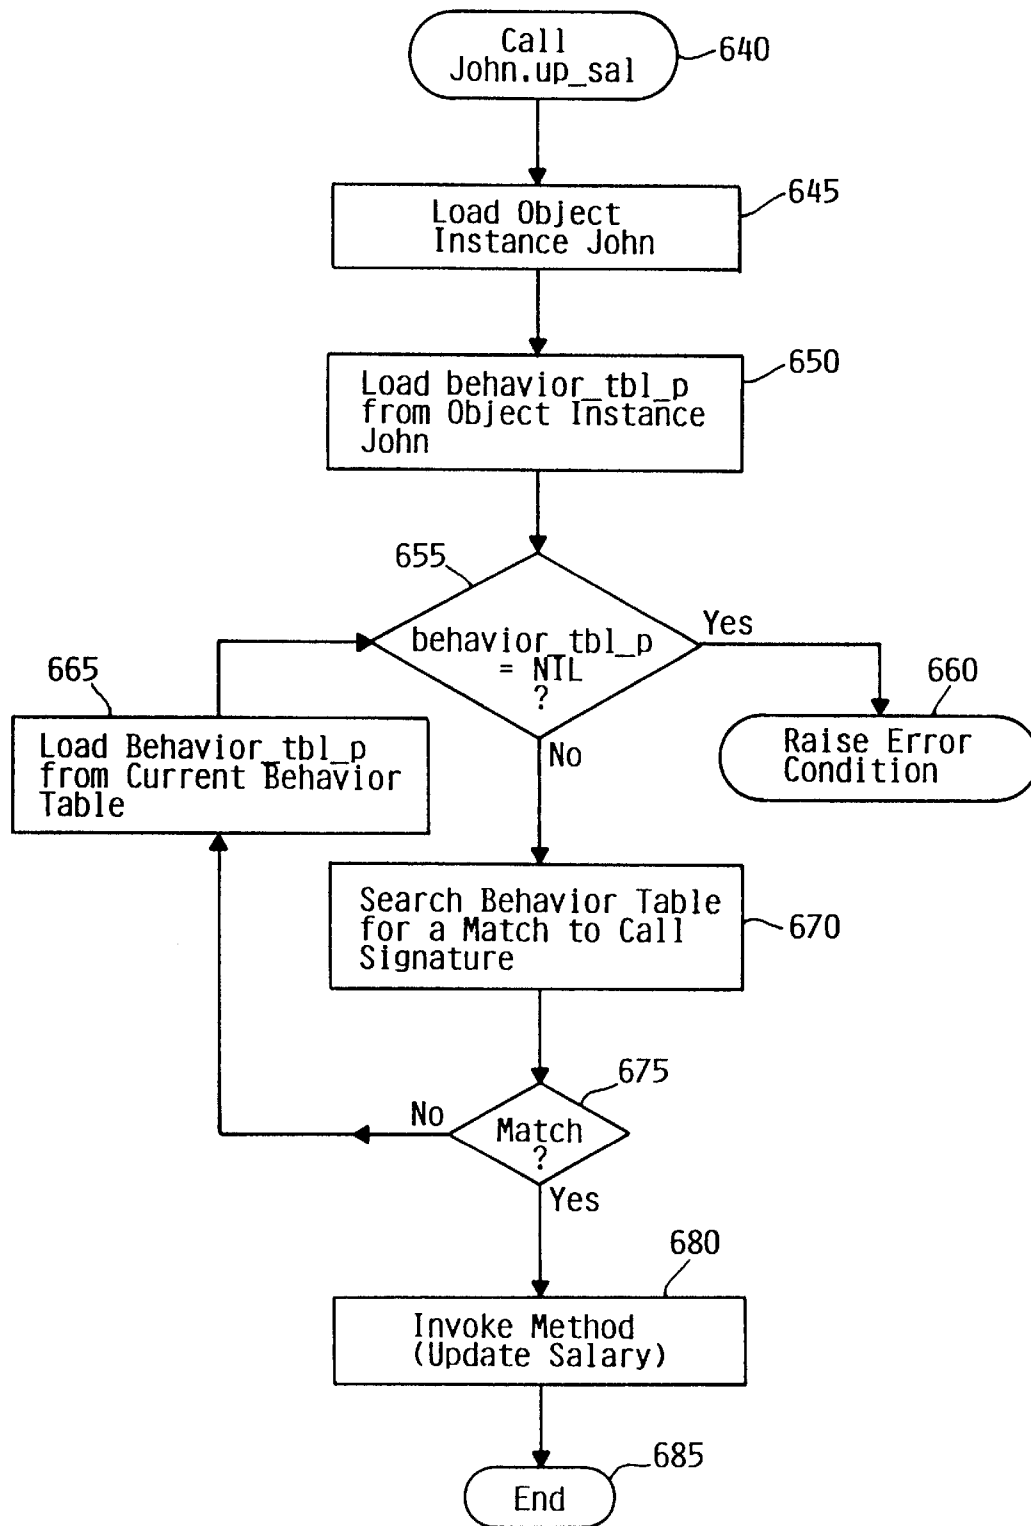 Call
John.up_sal
640
645
Load Object
Instance John
650
Load behavior_tbl_p
from Object Instance
John
655
behavior_tbl_p
= NIL
?
Yes
660
Raise Error
Condition
665
Load Behavior_tbl_p
from Current Behavior
Table
No
Search Behavior Table
for a Match to Call
Signature
670
675
Match
?
No
Yes
680
Invoke Method
(Update Salary)
685
End